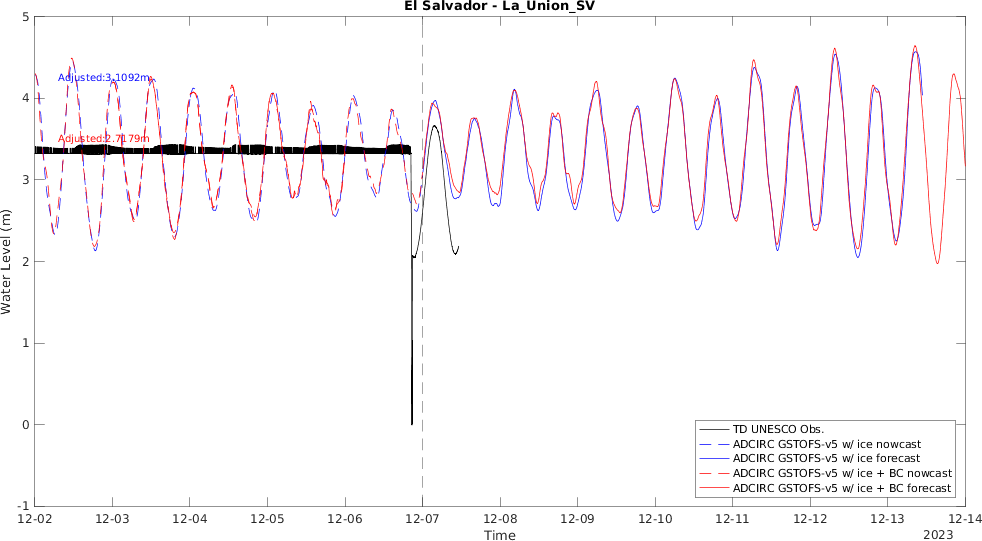 El Salvador - La_Union_SV
5
4
3
2
1
0
-1
Water Level (m)
Adjusted:3.1092m
Adjusted:2.7179m
TD UNESCO Obs.
ADCIRC GSTOFS-v5 w/ ice nowcast
ADCIRC GSTOFS-v5 w/ ice forecast
ADCIRC GSTOFS-v5 w/ ice + BC nowcast
ADCIRC GSTOFS-v5 w/ ice + BC forecast
12-02 12-03 12-04 12-05 12-06 12-07 12-08 12-09 12-10 12-11 12-12 12-13 12-14
Time
2023